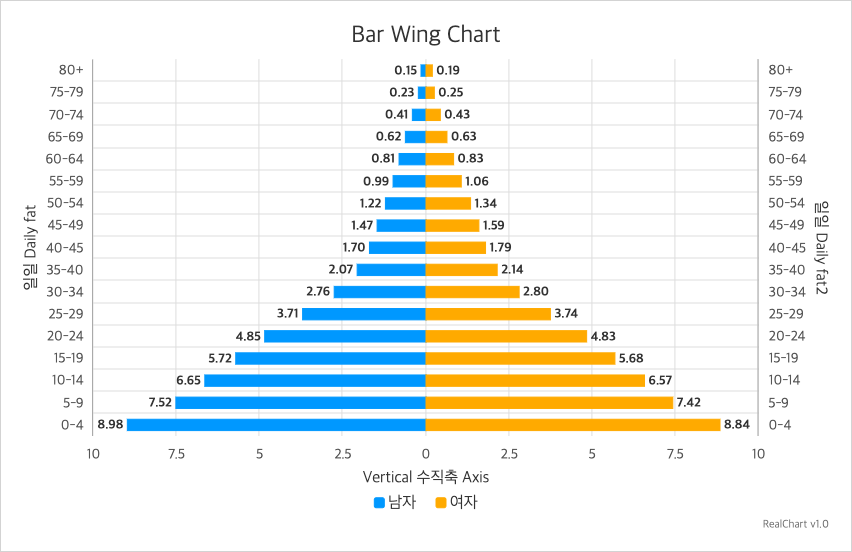 Bar Wing Chart
80+ 0.15 0.19 80+
75-79 0.23 0.25 75-79
70-74 0.41 0.43 70-74
65-69 0.62 0.63 65-69
60-64 0.81 0.83 60-64
55-59 0.99 1.06 55-59
50-54 1.22 1.34 50-54
45-49 1.47 1.59 45-49
40-45 1.70 1.79 40-45
35-40 2.07 2.14 35-40
30-34 2.76 2.80 30-34
25-29 3.71 3.74 25-29
20-24 4.85 4.83 20-24
15-19 5.72 5.68 15-19
10-14 6.65 6.57 10-14
5-9 7.52 7.42 5-9
0-4 8.98 8.84 0-4
일일 Daily fat
일일 Daily fat2
10 7.5 5 2.5 0 2.5 5 7.5 10
Vertical 수직축 Axis
남자 여자
RealChart v1.0